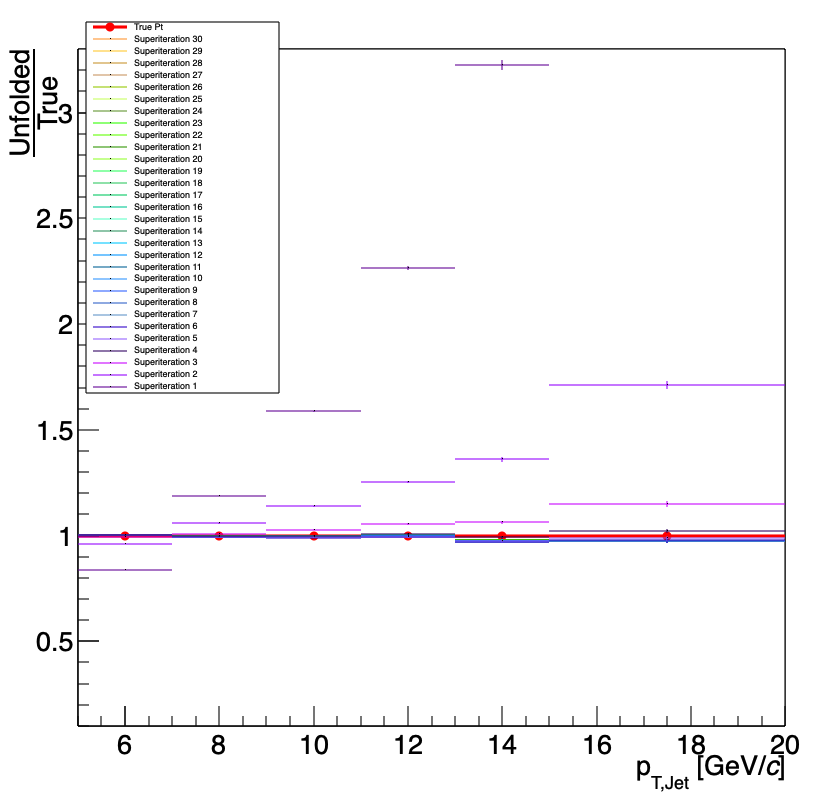 Unfolded
True
True Pt
Superiteration 30
Superiteration 29
Superiteration 28
Superiteration 27
Superiteration 26
Superiteration 25
Superiteration 24
Superiteration 23
Superiteration 22
Superiteration 21
Superiteration 20
Superiteration 19
Superiteration 18
Superiteration 17
Superiteration 16
Superiteration 15
Superiteration 14
Superiteration 13
Superiteration 12
Superiteration 11
Superiteration 10
Superiteration 9
Superiteration 8
Superiteration 7
Superiteration 6
Superiteration 5
Superiteration 4
Superiteration 3
Superiteration 2
Superiteration 1
3
2.5
2
1.5
1
0.5
6 8 10 12 14 16 18 20
p_T,Jet [GeV/c]